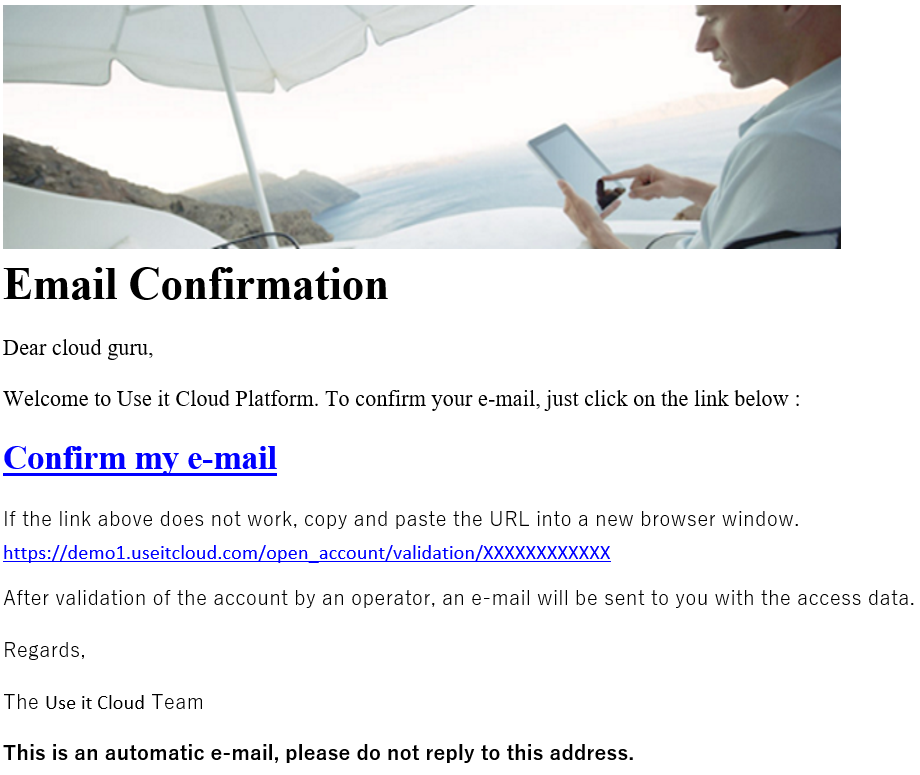 Email Confirmation
Dear cloud guru,
Welcome to Use it Cloud Platform. To confirm your e-mail, just click on the link below :
Confirm my e-mail
If the link above does not work, copy and paste the URL into a new browser window.
https://demo1.useitcloud.com/open_account/validation/XXXXXXXXXXXX
After validation of the account by an operator, an e-mail will be sent to you with the access data.
Regards,
The Use it Cloud Team
This is an automatic e-mail, please do not reply to this address.